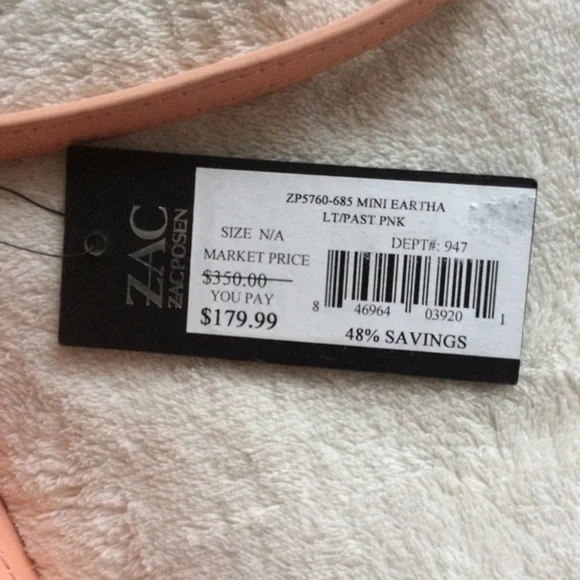 ZAC
ZAC POSEN
ZP5760-685 MINI EARTHA
LT/PAST PNK
SIZE N/A
DEPT#: 947
MARKET PRICE
$350.00
YOU PAY
$179.99
8 46964 03920 1
48% SAVINGS